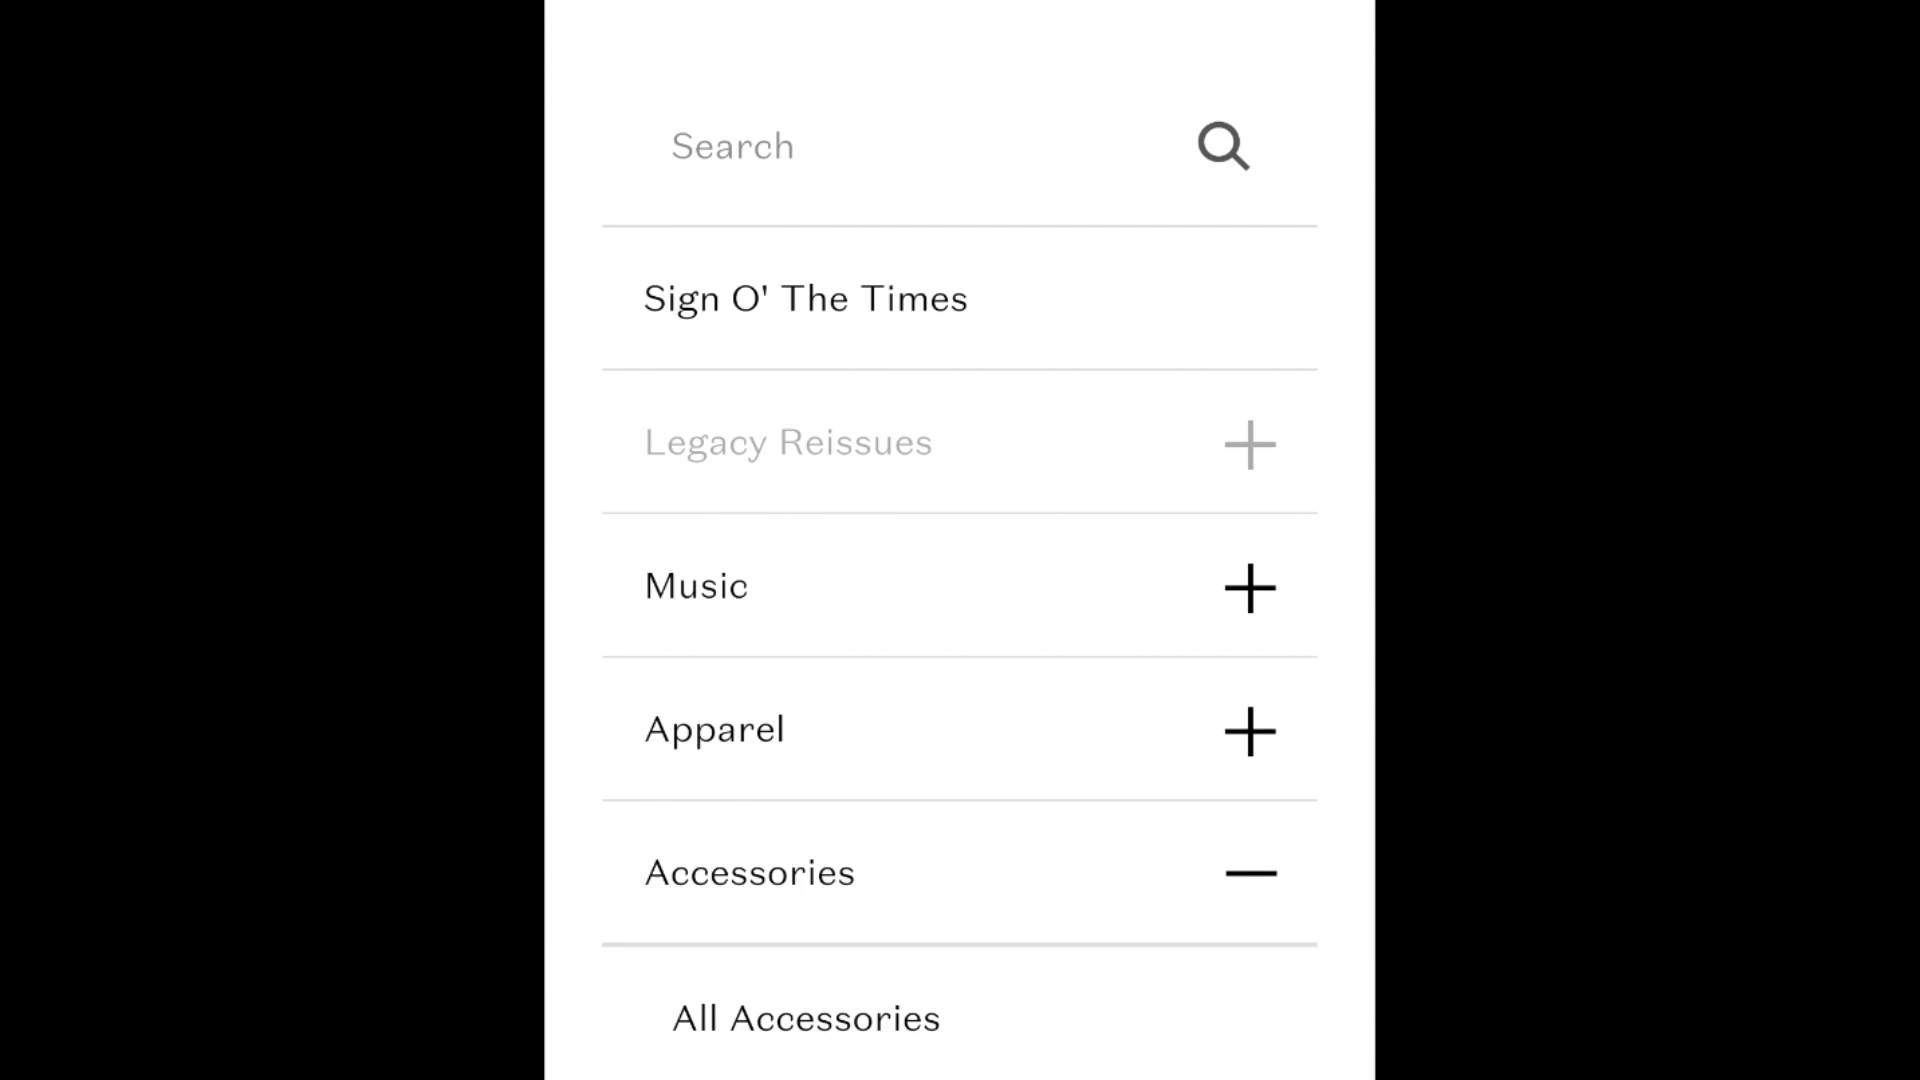 Search
Sign O' The Times
Legacy Reissues
Music
Apparel
Accessories
All Accessories